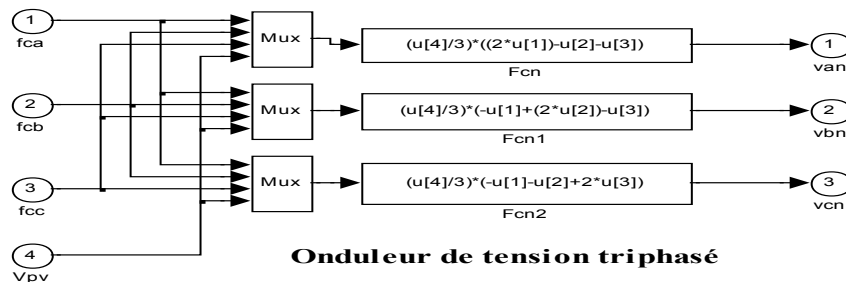 1
fca
Mux
(u[4]/3)*((2*u[1])-u[2]-u[3])
Fcn
1
van
2
fcb
Mux
(u[4]/3)*(-u[1]+(2*u[2])-u[3])
Fcn1
2
vbn
3
fcc
Mux
(u[4]/3)*(-u[1]-u[2]+2*u[3])
Fcn2
3
vcn
4
Vpv
Onduleur de tension triphasé